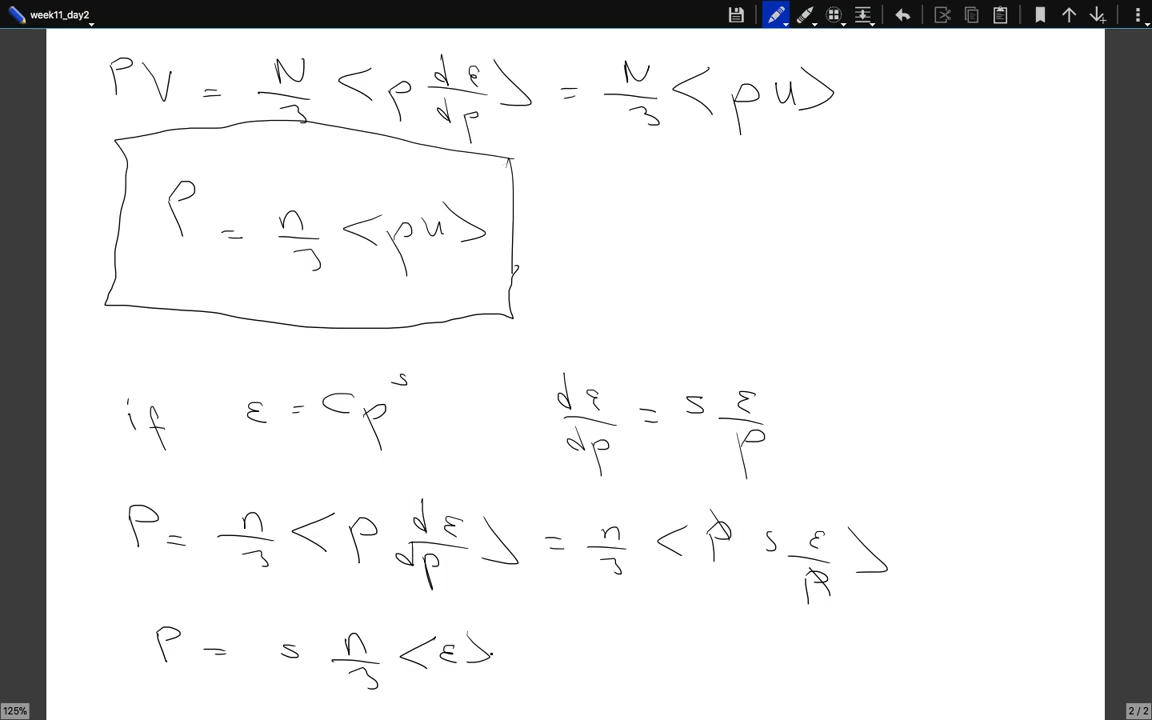 week11_day2
PV = N/3 <p dε/dp> = N/3 <pu>
P = n/3 <pu>
if ε = Cp^s dε/dp = s ε/p
P = n/3 <p dε/dp> = n/3 <p s ε/p>
P = s n/3 <ε>
125% 2 / 2